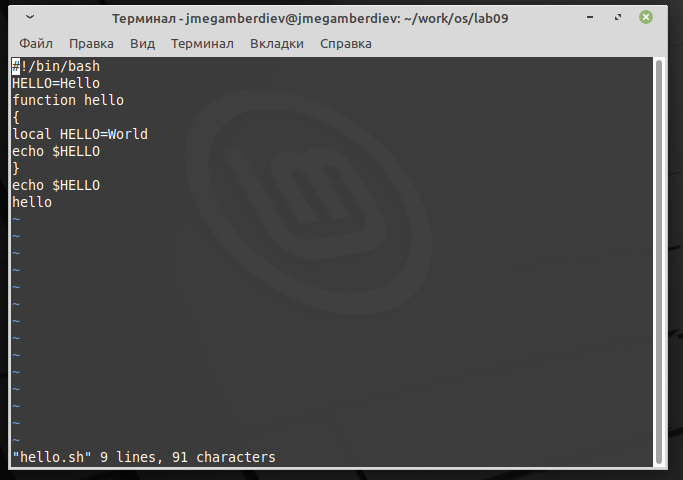 Терминал - jmegamberdiev@jmegamberdiev: ~/work/os/lab09
Файл Правка Вид Терминал Вкладки Справка
#!/bin/bash
HELLO=Hello
function hello
{
local HELLO=World
echo $HELLO
}
echo $HELLO
hello
~
~
~
~
~
~
~
~
~
~
~
~
~
~
"hello.sh" 9 lines, 91 characters